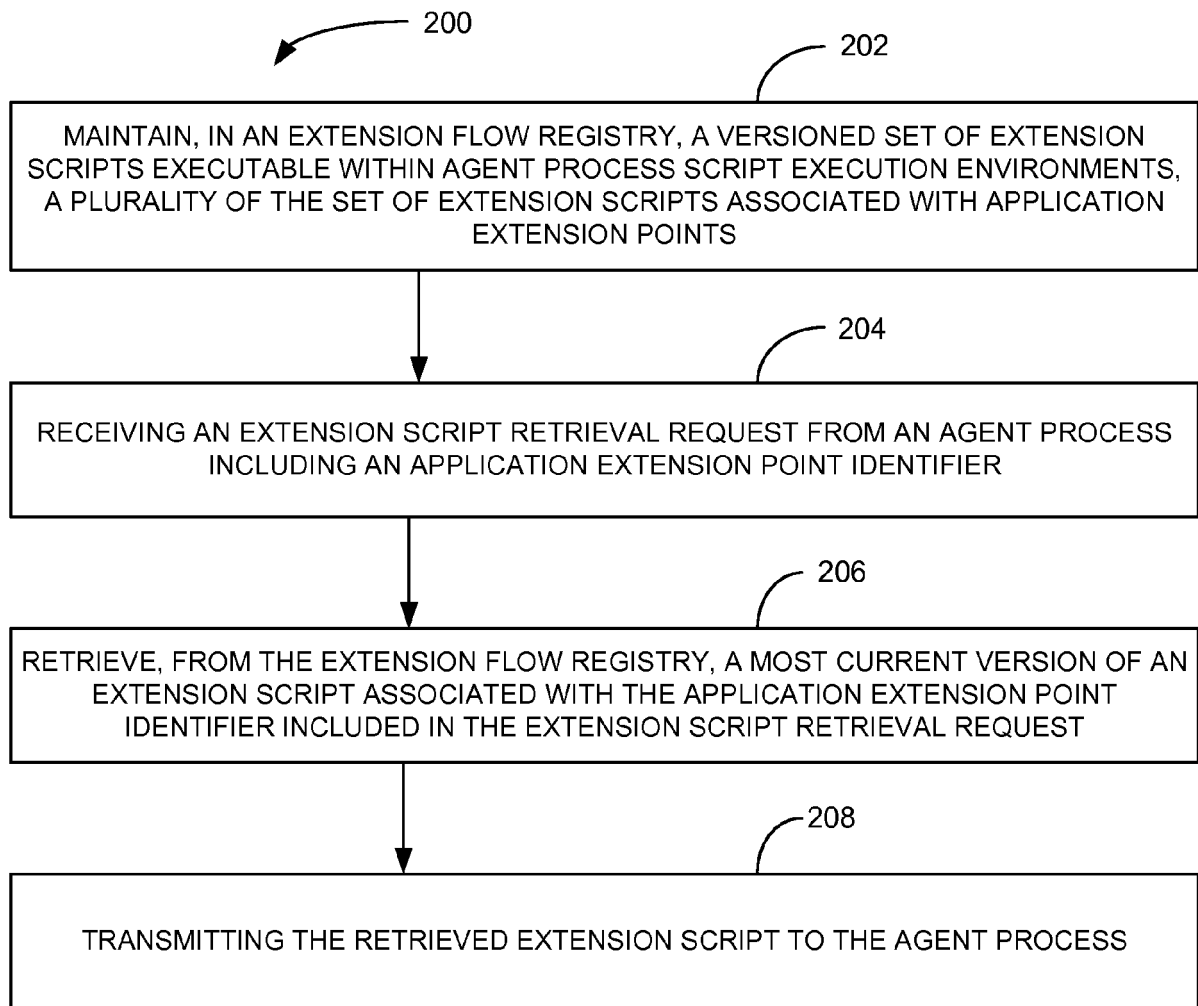 200
202
MAINTAIN, IN AN EXTENSION FLOW REGISTRY, A VERSIONED SET OF EXTENSION
SCRIPTS EXECUTABLE WITHIN AGENT PROCESS SCRIPT EXECUTION ENVIRONMENTS,
A PLURALITY OF THE SET OF EXTENSION SCRIPTS ASSOCIATED WITH APPLICATION
EXTENSION POINTS
204
RECEIVING AN EXTENSION SCRIPT RETRIEVAL REQUEST FROM AN AGENT PROCESS
INCLUDING AN APPLICATION EXTENSION POINT IDENTIFIER
206
RETRIEVE, FROM THE EXTENSION FLOW REGISTRY, A MOST CURRENT VERSION OF AN
EXTENSION SCRIPT ASSOCIATED WITH THE APPLICATION EXTENSION POINT
IDENTIFIER INCLUDED IN THE EXTENSION SCRIPT RETRIEVAL REQUEST
208
TRANSMITTING THE RETRIEVED EXTENSION SCRIPT TO THE AGENT PROCESS